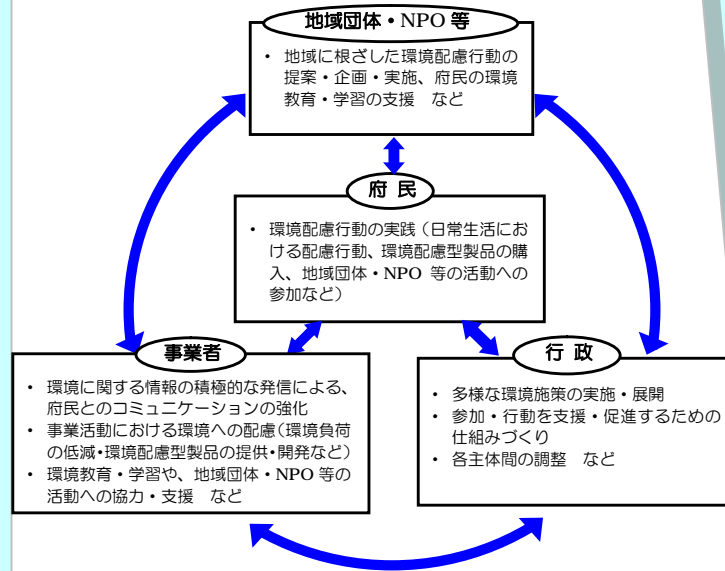 地域団体・NPO 等
・ 地域に根ざした環境配慮行動の
提案・企画・実施、府民の環境
教育・学習の支援　など
府 民
・ 環境配慮行動の実践（日常生活にお
ける配慮行動、環境配慮型製品の購
入、地域団体・NPO 等の活動への
参加など）
事業者
・ 環境に関する情報の積極的な発信による、
府民とのコミュニケーションの強化
・ 事業活動における環境への配慮（環境負荷
の低減・環境配慮型製品の提供・開発など）
・ 環境教育・学習や、地域団体・NPO 等の
活動への協力・支援　など
行 政
・ 多様な環境施策の実施・展開
・ 参加・行動を支援・促進するための
仕組みづくり
・ 各主体間の調整　など